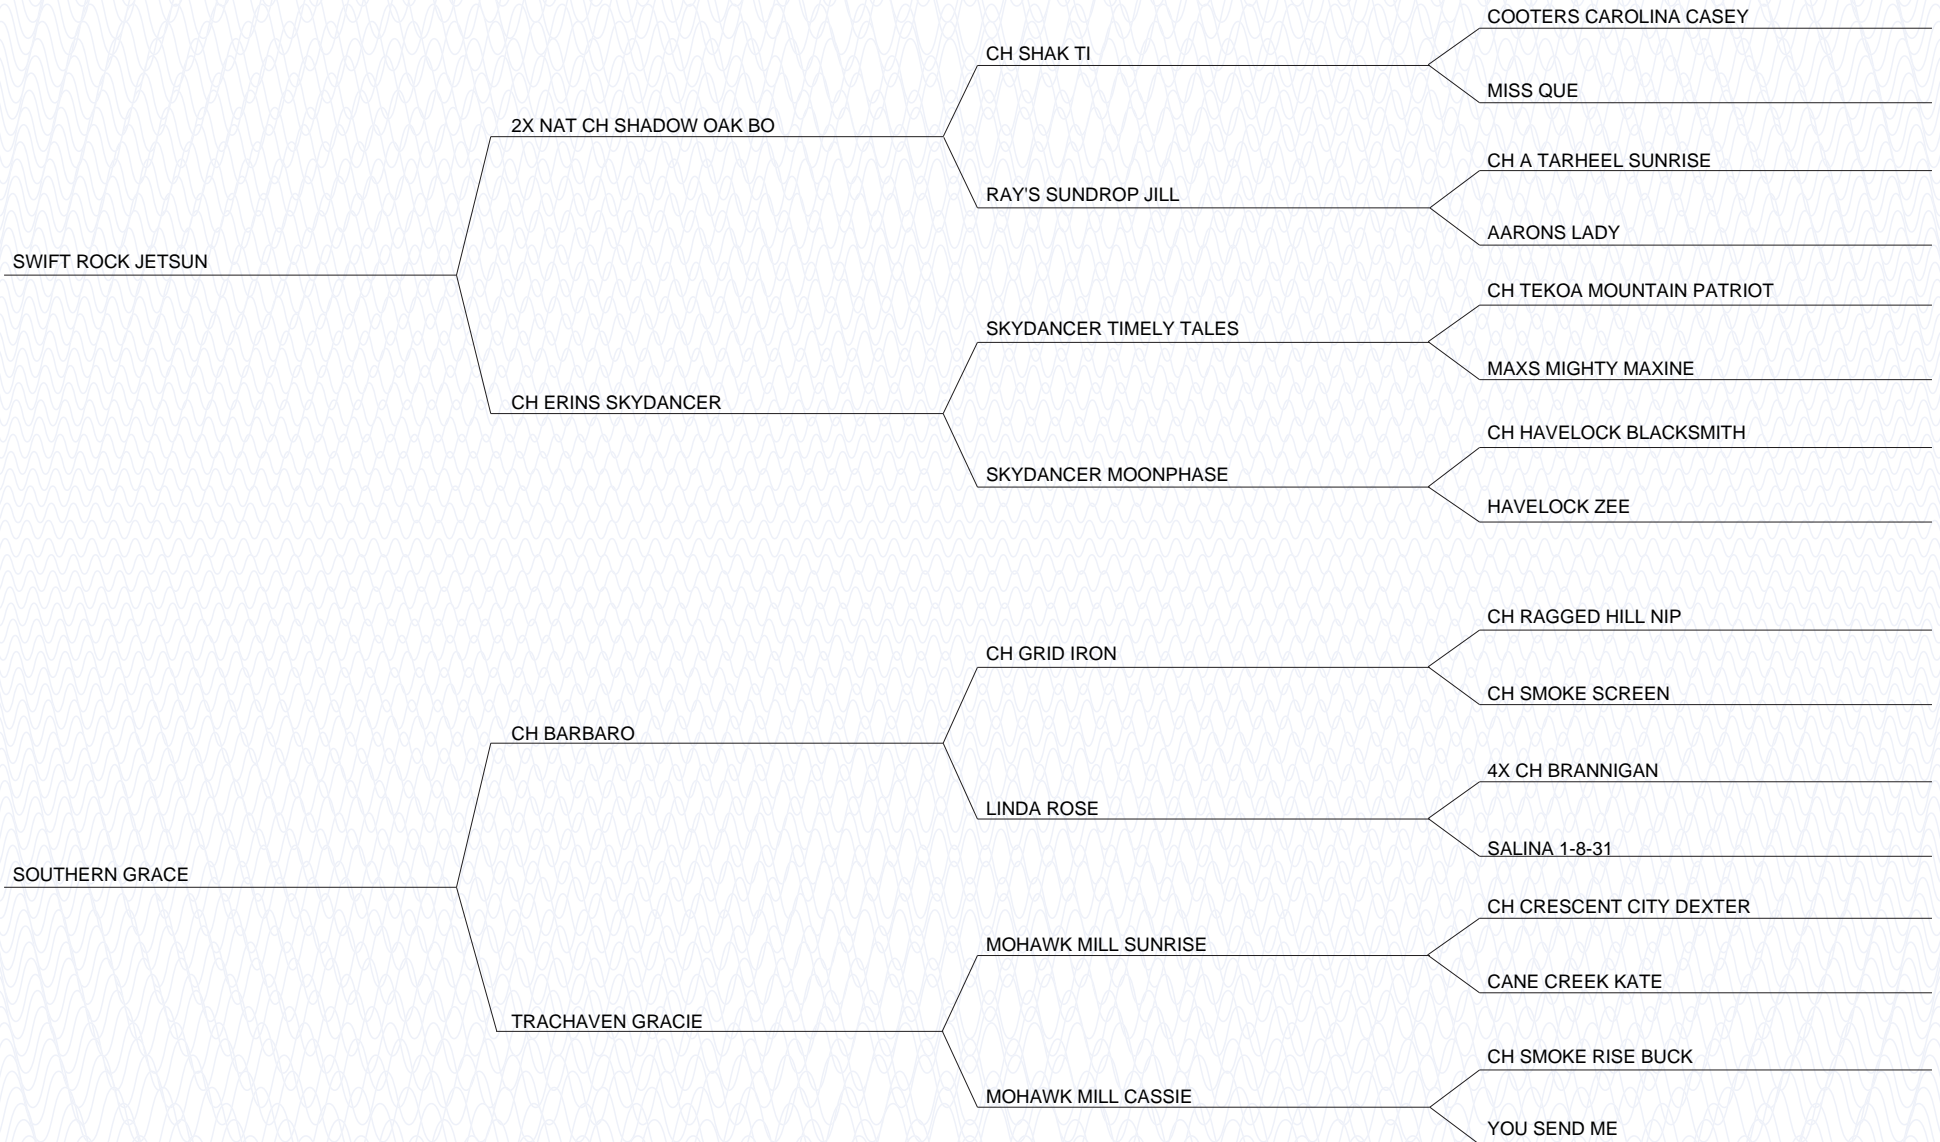 COOTERS CAROLINA CASEY
CH SHAK TI
MISS QUE
2X NAT CH SHADOW OAK BO
CH A TARHEEL SUNRISE
RAY'S SUNDROP JILL
AARONS LADY
SWIFT ROCK JETSUN
CH TEKOA MOUNTAIN PATRIOT
SKYDANCER TIMELY TALES
MAXS MIGHTY MAXINE
CH ERINS SKYDANCER
CH HAVELOCK BLACKSMITH
SKYDANCER MOONPHASE
HAVELOCK ZEE
CH RAGGED HILL NIP
CH GRID IRON
CH SMOKE SCREEN
CH BARBARO
4X CH BRANNIGAN
LINDA ROSE
SALINA 1-8-31
SOUTHERN GRACE
CH CRESCENT CITY DEXTER
MOHAWK MILL SUNRISE
CANE CREEK KATE
TRACHAVEN GRACIE
CH SMOKE RISE BUCK
MOHAWK MILL CASSIE
YOU SEND ME